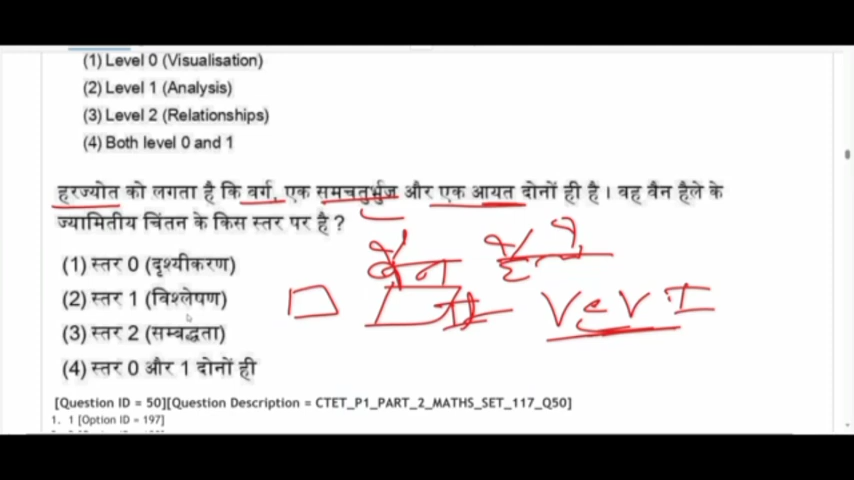 (1) Level 0 (Visualisation)
(2) Level 1 (Analysis)
(3) Level 2 (Relationships)
(4) Both level 0 and 1
हरज्योत को लगता है कि वर्ग, एक समचतुर्भुज और एक आयत दोनों ही है। वह वैन हैले के
ज्यामितीय चिंतन के किस स्तर पर है ?
(1) स्तर 0 (दृश्यीकरण)
(2) स्तर 1 (विश्लेषण)
(3) स्तर 2 (सम्बद्धता)
(4) स्तर 0 और 1 दोनों ही
[Question ID = 50][Question Description = CTET_P1_PART_2_MATHS_SET_117_Q50]
1. 1 [Option ID = 197]